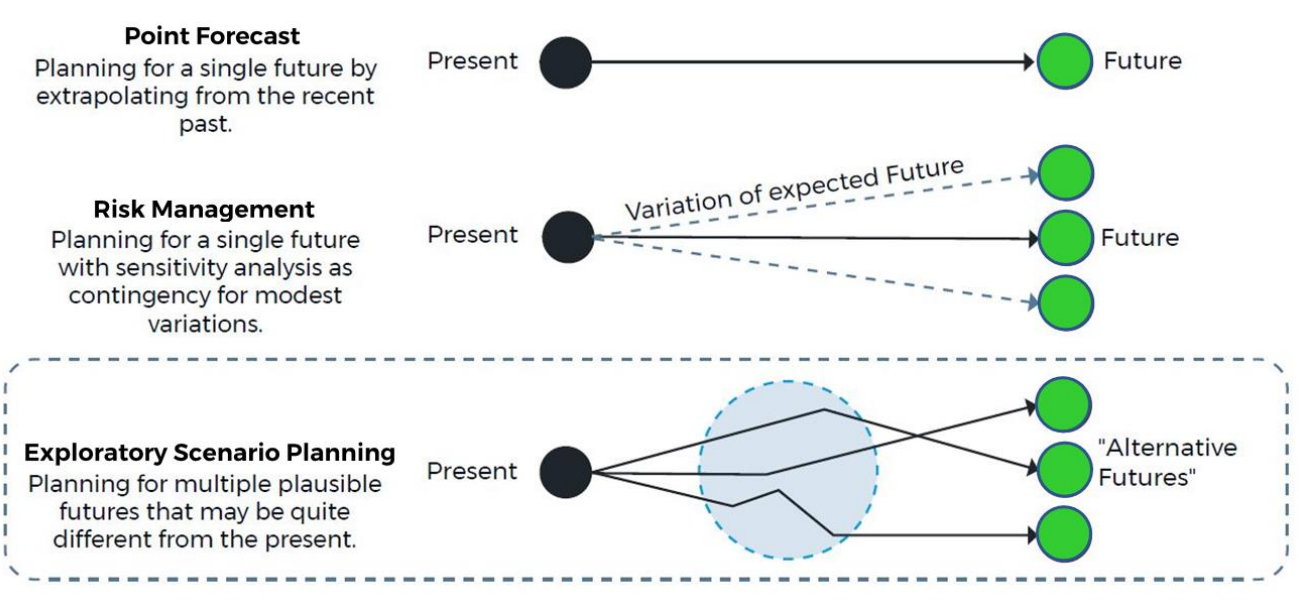 Point Forecast
Planning for a single future by
extrapolating from the recent
past.
Present
Future
Risk Management
Planning for a single future
with sensitivity analysis as
contingency for modest
variations.
Present
Variation of expected Future
Future
Exploratory Scenario Planning
Planning for multiple plausible
futures that may be quite
different from the present.
Present
"Alternative
Futures"